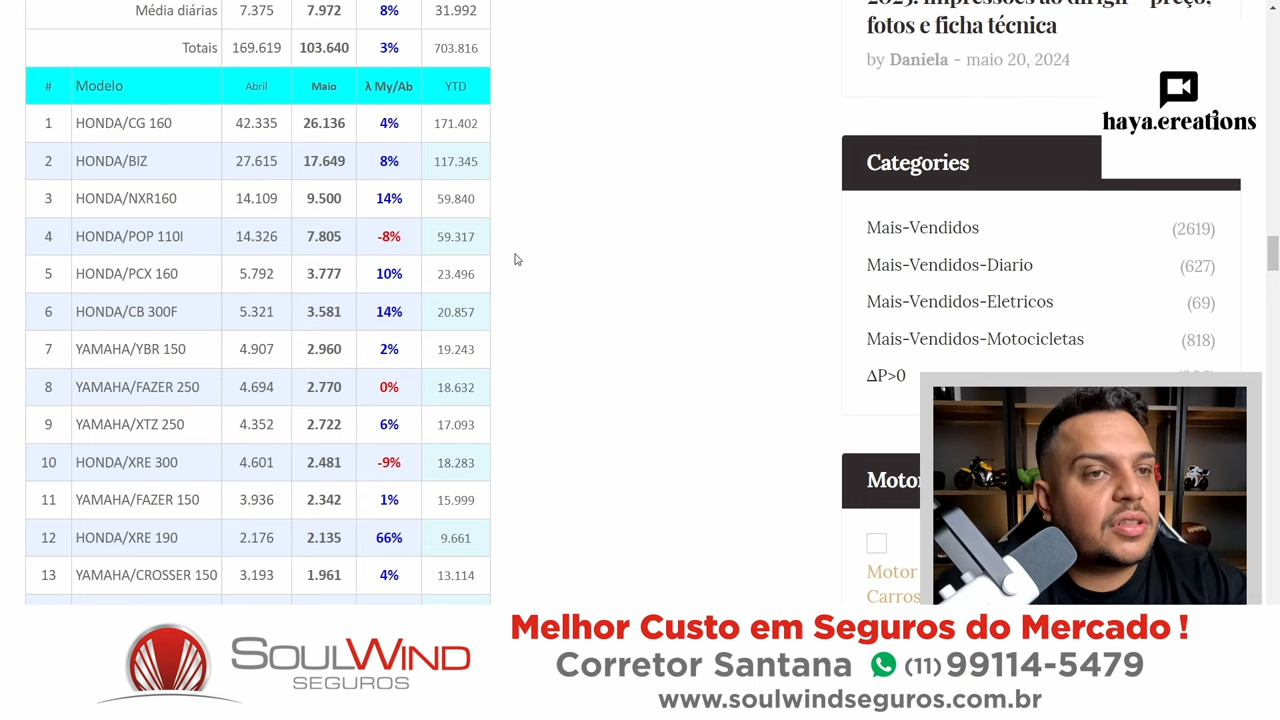 Média diárias 7.375 7.972 8% 31.992
Totais 169.619 103.640 3% 703.816
# Modelo Abril Maio λ My/Ab YTD
1 HONDA/CG 160 42.335 26.136 4% 171.402
2 HONDA/BIZ 27.615 17.649 8% 117.345
3 HONDA/NXR160 14.109 9.500 14% 59.840
4 HONDA/POP 110I 14.326 7.805 -8% 59.317
5 HONDA/PCX 160 5.792 3.777 10% 23.496
6 HONDA/CB 300F 5.321 3.581 14% 20.857
7 YAMAHA/YBR 150 4.907 2.960 2% 19.243
8 YAMAHA/FAZER 250 4.694 2.770 0% 18.632
9 YAMAHA/XTZ 250 4.352 2.722 6% 17.093
10 HONDA/XRE 300 4.601 2.481 -9% 18.283
11 YAMAHA/FAZER 150 3.936 2.342 1% 15.999
12 HONDA/XRE 190 2.176 2.135 66% 9.661
13 YAMAHA/CROSSER 150 3.193 1.961 4% 13.114
2025: impressões ao dirigir – preço,
fotos e ficha técnica
by Daniela - maio 20, 2024
haya.creations
Categories
Mais-Vendidos (2619)
Mais-Vendidos-Diario (627)
Mais-Vendidos-Eletricos (69)
Mais-Vendidos-Motocicletas (818)
ΔP>0
Motor
Motor
Carros
SOULWIND
SEGUROS
Melhor Custo em Seguros do Mercado !
Corretor Santana (11) 99114-5479
www.soulwindseguros.com.br